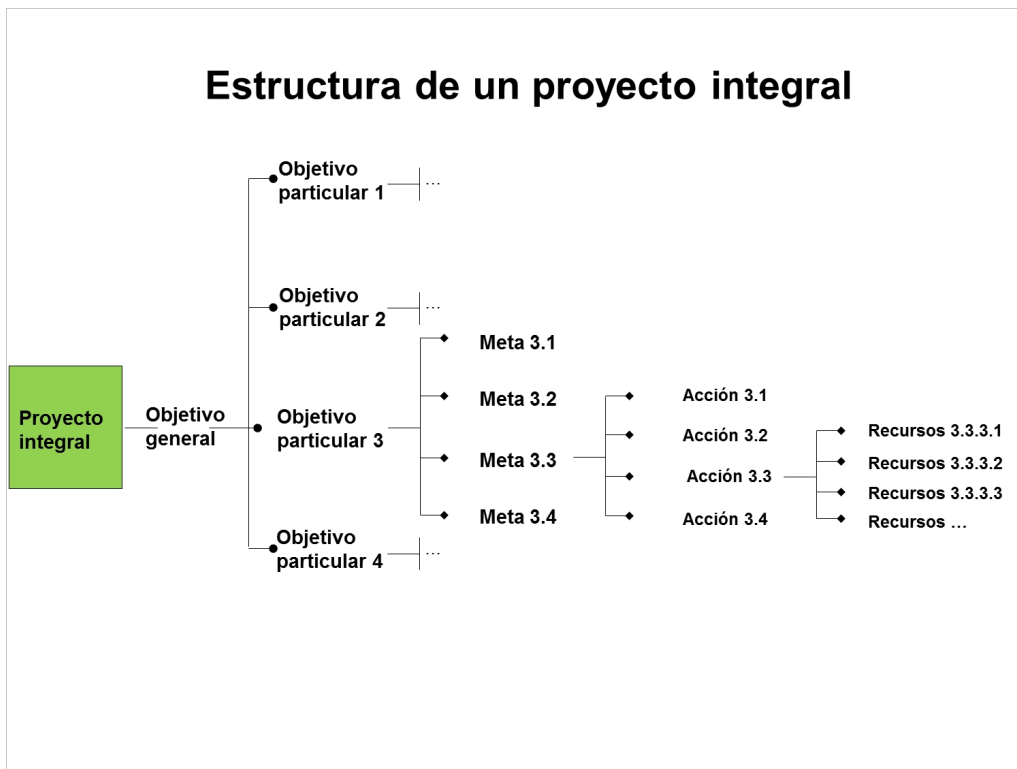 Estructura de un proyecto integral
Objetivo
particular 1
...
Objetivo
particular 2
...
Proyecto
integral
Objetivo
general
Objetivo
particular 3
Meta 3.1
Meta 3.2
Meta 3.3
Meta 3.4
Acción 3.1
Acción 3.2
Acción 3.3
Acción 3.4
Recursos 3.3.3.1
Recursos 3.3.3.2
Recursos 3.3.3.3
Recursos ...
Objetivo
particular 4
...